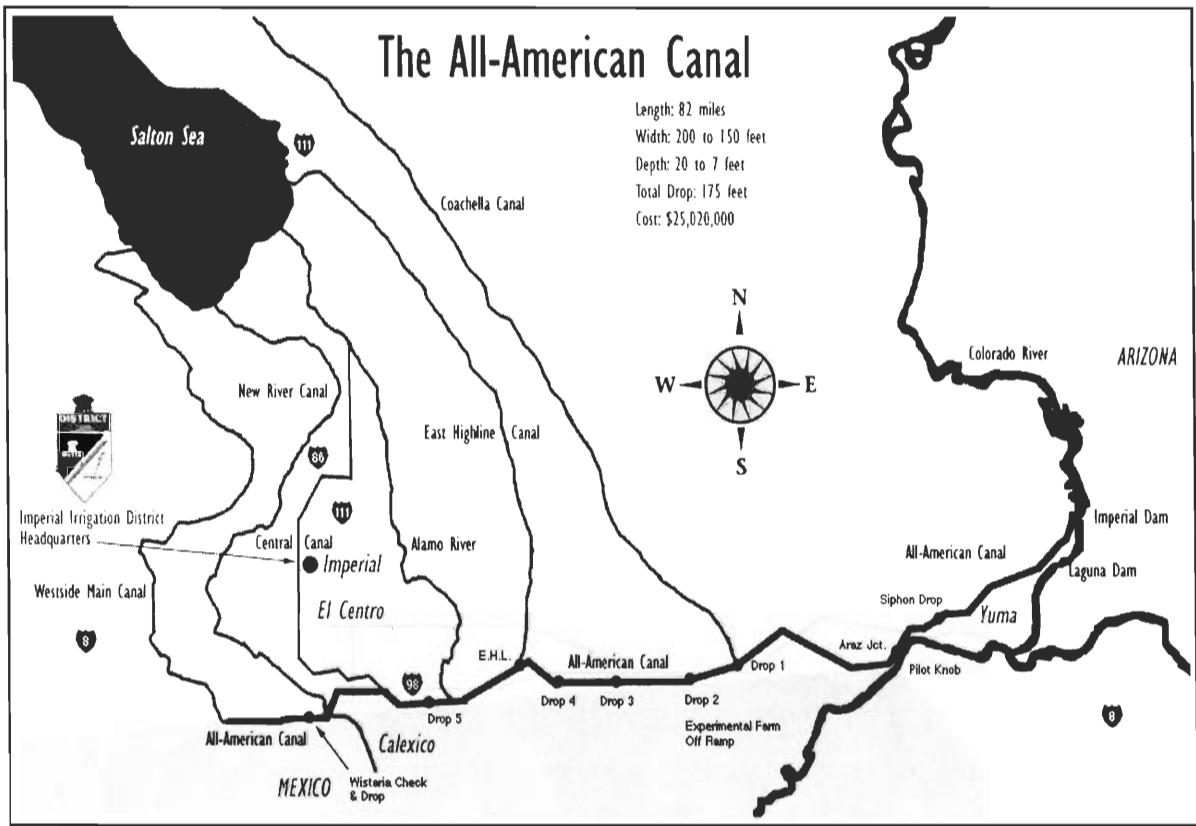 The All-American Canal
Length: 82 miles
Width: 200 to 150 feet
Depth: 20 to 7 feet
Total Drop: 175 feet
Cost: $25,020,000
Salton Sea
111
Coachella Canal
N
W
E
S
Colorado River
ARIZONA
New River Canal
East Highline Canal
DISTRICT
86
111
Imperial Irrigation District
Headquarters
Central Canal
Imperial
Alamo River
Imperial Dam
All-American Canal
Laguna Dam
Westside Main Canal
El Centro
Siphon Drop
Yuma
8
E.H.L.
All-American Canal
Drop 1
Araz Jct.
Pilot Knob
98
Drop 5
Drop 4
Drop 3
Drop 2
Experimental Farm
Off Ramp
8
All-American Canal
Calexico
MEXICO
Wistaria Check
& Drop